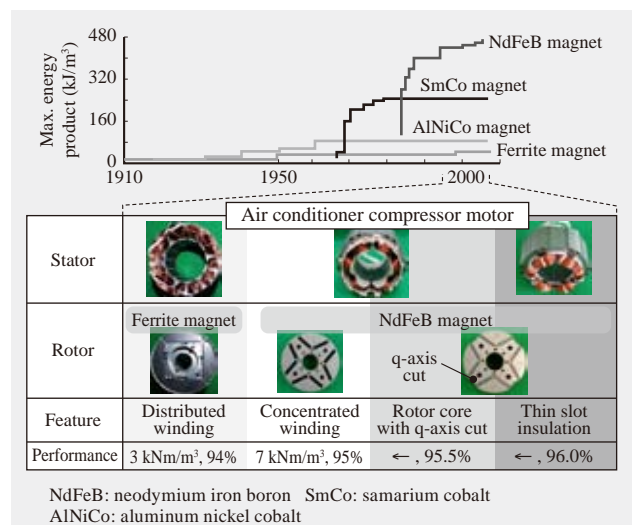 480
NdFeB magnet
Max. energy
product (kJ/m³)
320
SmCo magnet
160
AlNiCo magnet
Ferrite magnet
0
1910
1950
2000
Air conditioner compressor motor
Stator
Ferrite magnet
NdFeB magnet
Rotor
q-axis
cut
Feature
Distributed
winding
Concentrated
winding
Rotor core
with q-axis cut
Thin slot
insulation
Performance
3 kNm/m³, 94%
7 kNm/m³, 95%
←, 95.5%
←, 96.0%
NdFeB: neodymium iron boron SmCo: samarium cobalt
AlNiCo: aluminum nickel cobalt